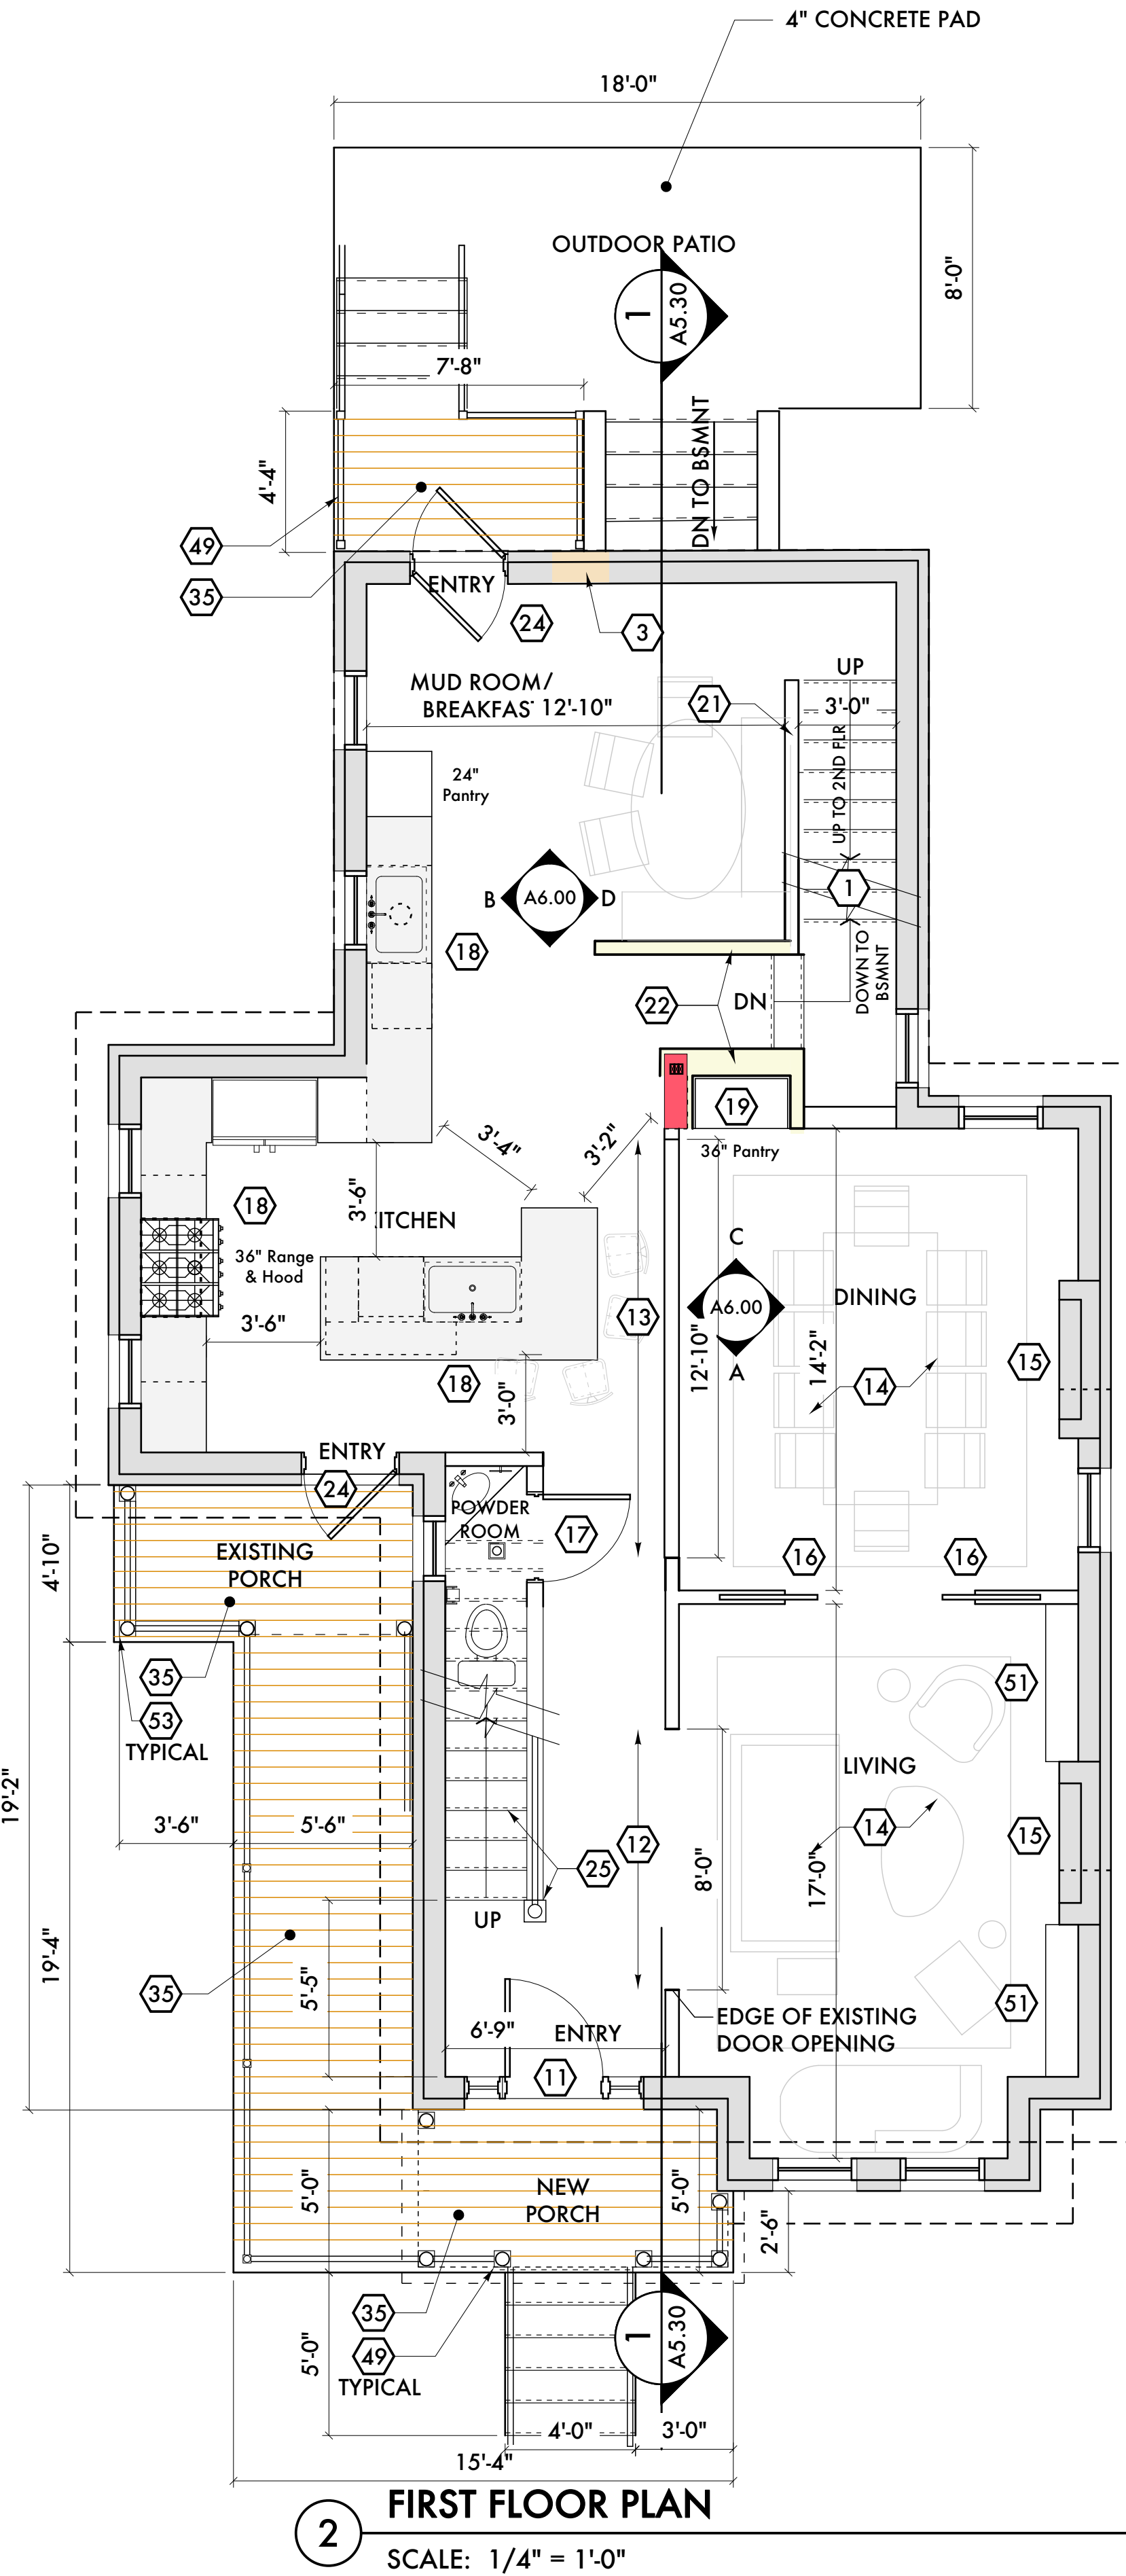 4" CONCRETE PAD
18'-0"
OUTDOOR PATIO
8'-0"
1
A5.30
7'-8"
DN TO BSMNT
4'-4"
49
35
ENTRY
24
3
UP
MUD ROOM/
BREAKFAS
12'-10"
21
3'-0"
24"
Pantry
UP TO 2ND FLR
1
B
A6.00
D
18
DOWN TO
BSMNT
22
DN
19
36" Pantry
3'-4"
3'-2"
3'-6"
18
ITCHEN
36" Range
& Hood
C
A6.00
A
DINING
13
3'-6"
12'-10"
14'-2"
15
14
18
3'-0"
ENTRY
24
POWDER
ROOM
17
EXISTING
PORCH
4'-10"
16
16
35
53
TYPICAL
51
LIVING
19'-2"
3'-6"
5'-6"
14
15
12
25
8'-0"
17'-0"
UP
19'-4"
35
5'-5"
51
6'-9"
ENTRY
EDGE OF EXISTING
DOOR OPENING
11
5'-0"
NEW
PORCH
5'-0"
2'-6"
35
49
TYPICAL
5'-0"
1
A5.30
4'-0"
3'-0"
15'-4"
FIRST FLOOR PLAN
2
SCALE: 1/4" = 1'-0"